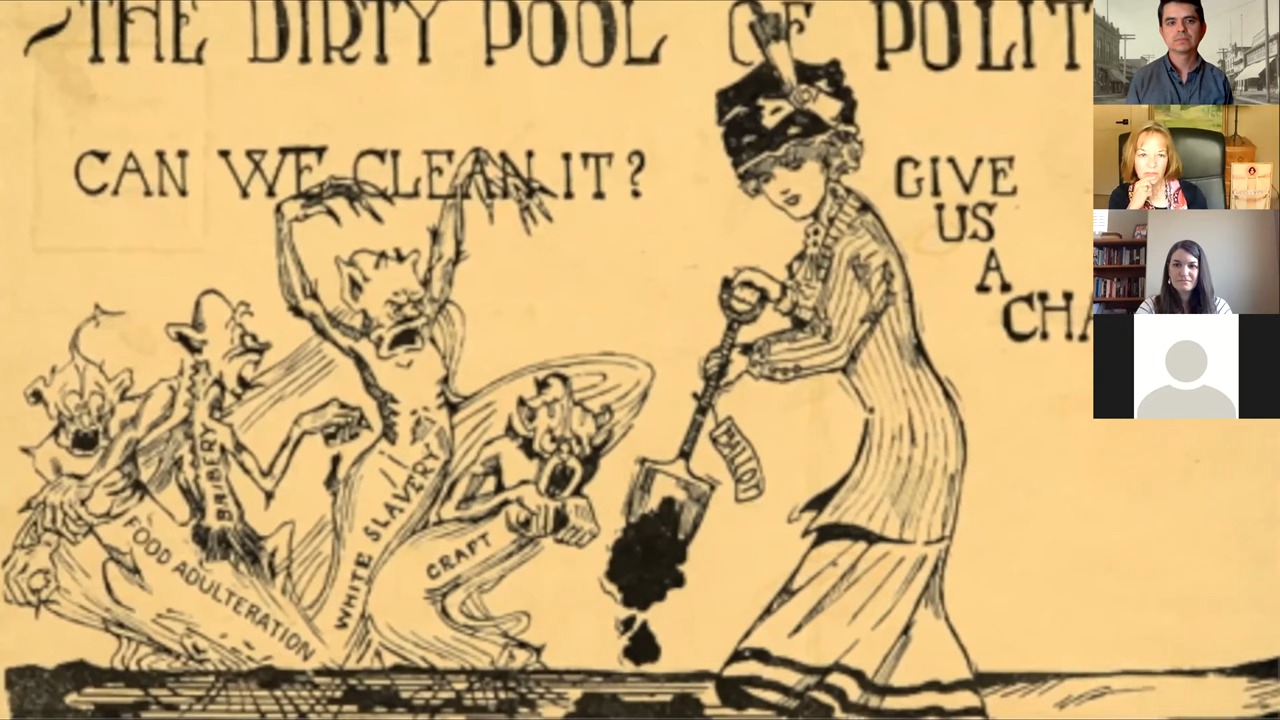 THE DIRTY POOL OF POLIT
CAN WE CLEAN IT?
GIVE
US
A
CHA
BALLOT
BRIBERY
FOOD ADULTERATION
WHITE SLAVERY
GRAFT